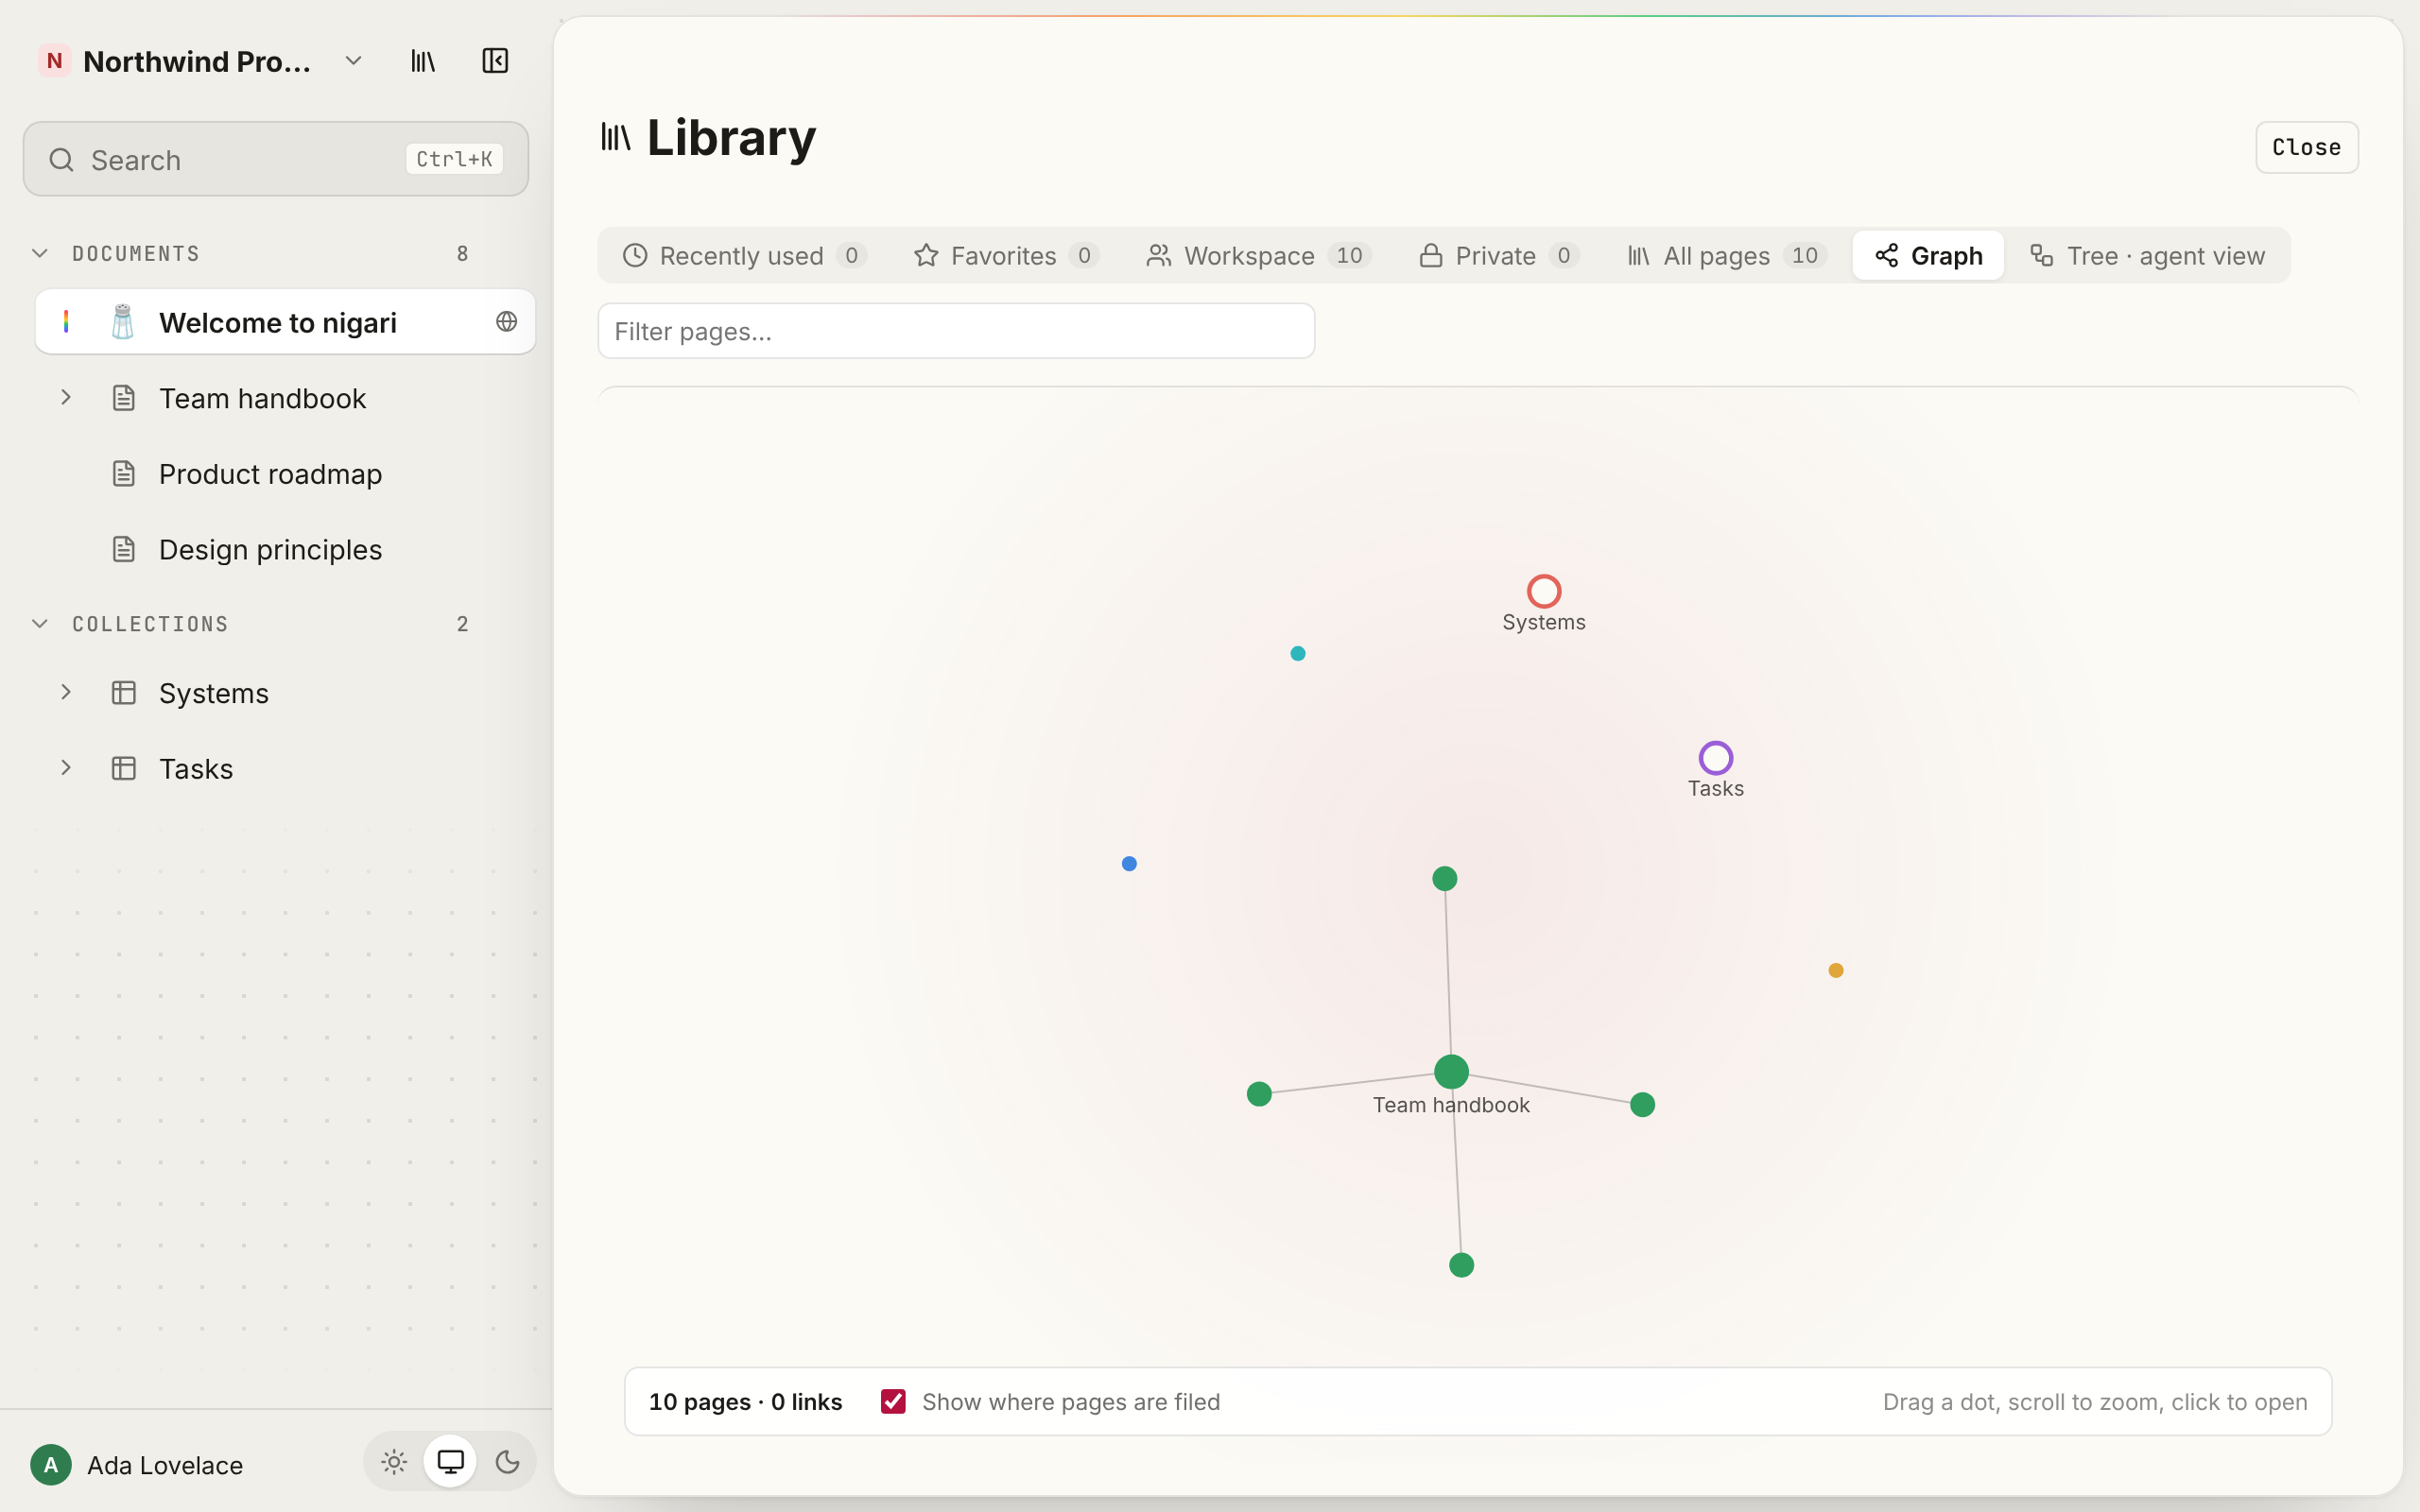 N Northwind Pro...
Search Ctrl+K
DOCUMENTS 8
Welcome to nigari
Team handbook
Product roadmap
Design principles
COLLECTIONS 2
Systems
Tasks
A Ada Lovelace
Library
Close
Recently used 0 Favorites 0 Workspace 10 Private 0 All pages 10 Graph Tree · agent view
Filter pages...
Systems
Tasks
Team handbook
10 pages · 0 links Show where pages are filed Drag a dot, scroll to zoom, click to open